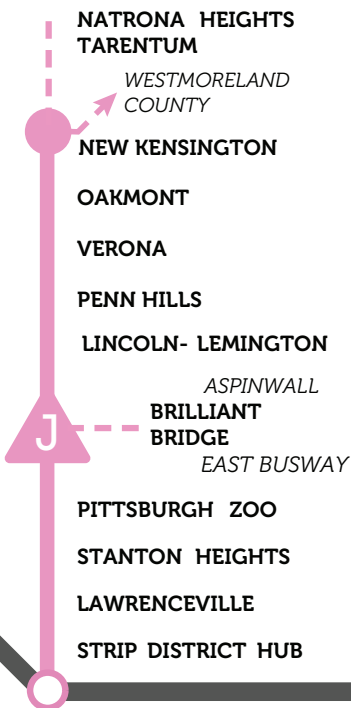 NATRONA HEIGHTS
TARENTUM
WESTMORELAND
COUNTY
NEW KENSINGTON
OAKMONT
VERONA
PENN HILLS
LINCOLN- LEMINGTON
ASPINWALL
J
BRILLIANT
BRIDGE
EAST BUSWAY
PITTSBURGH ZOO
STANTON HEIGHTS
LAWRENCEVILLE
STRIP DISTRICT HUB